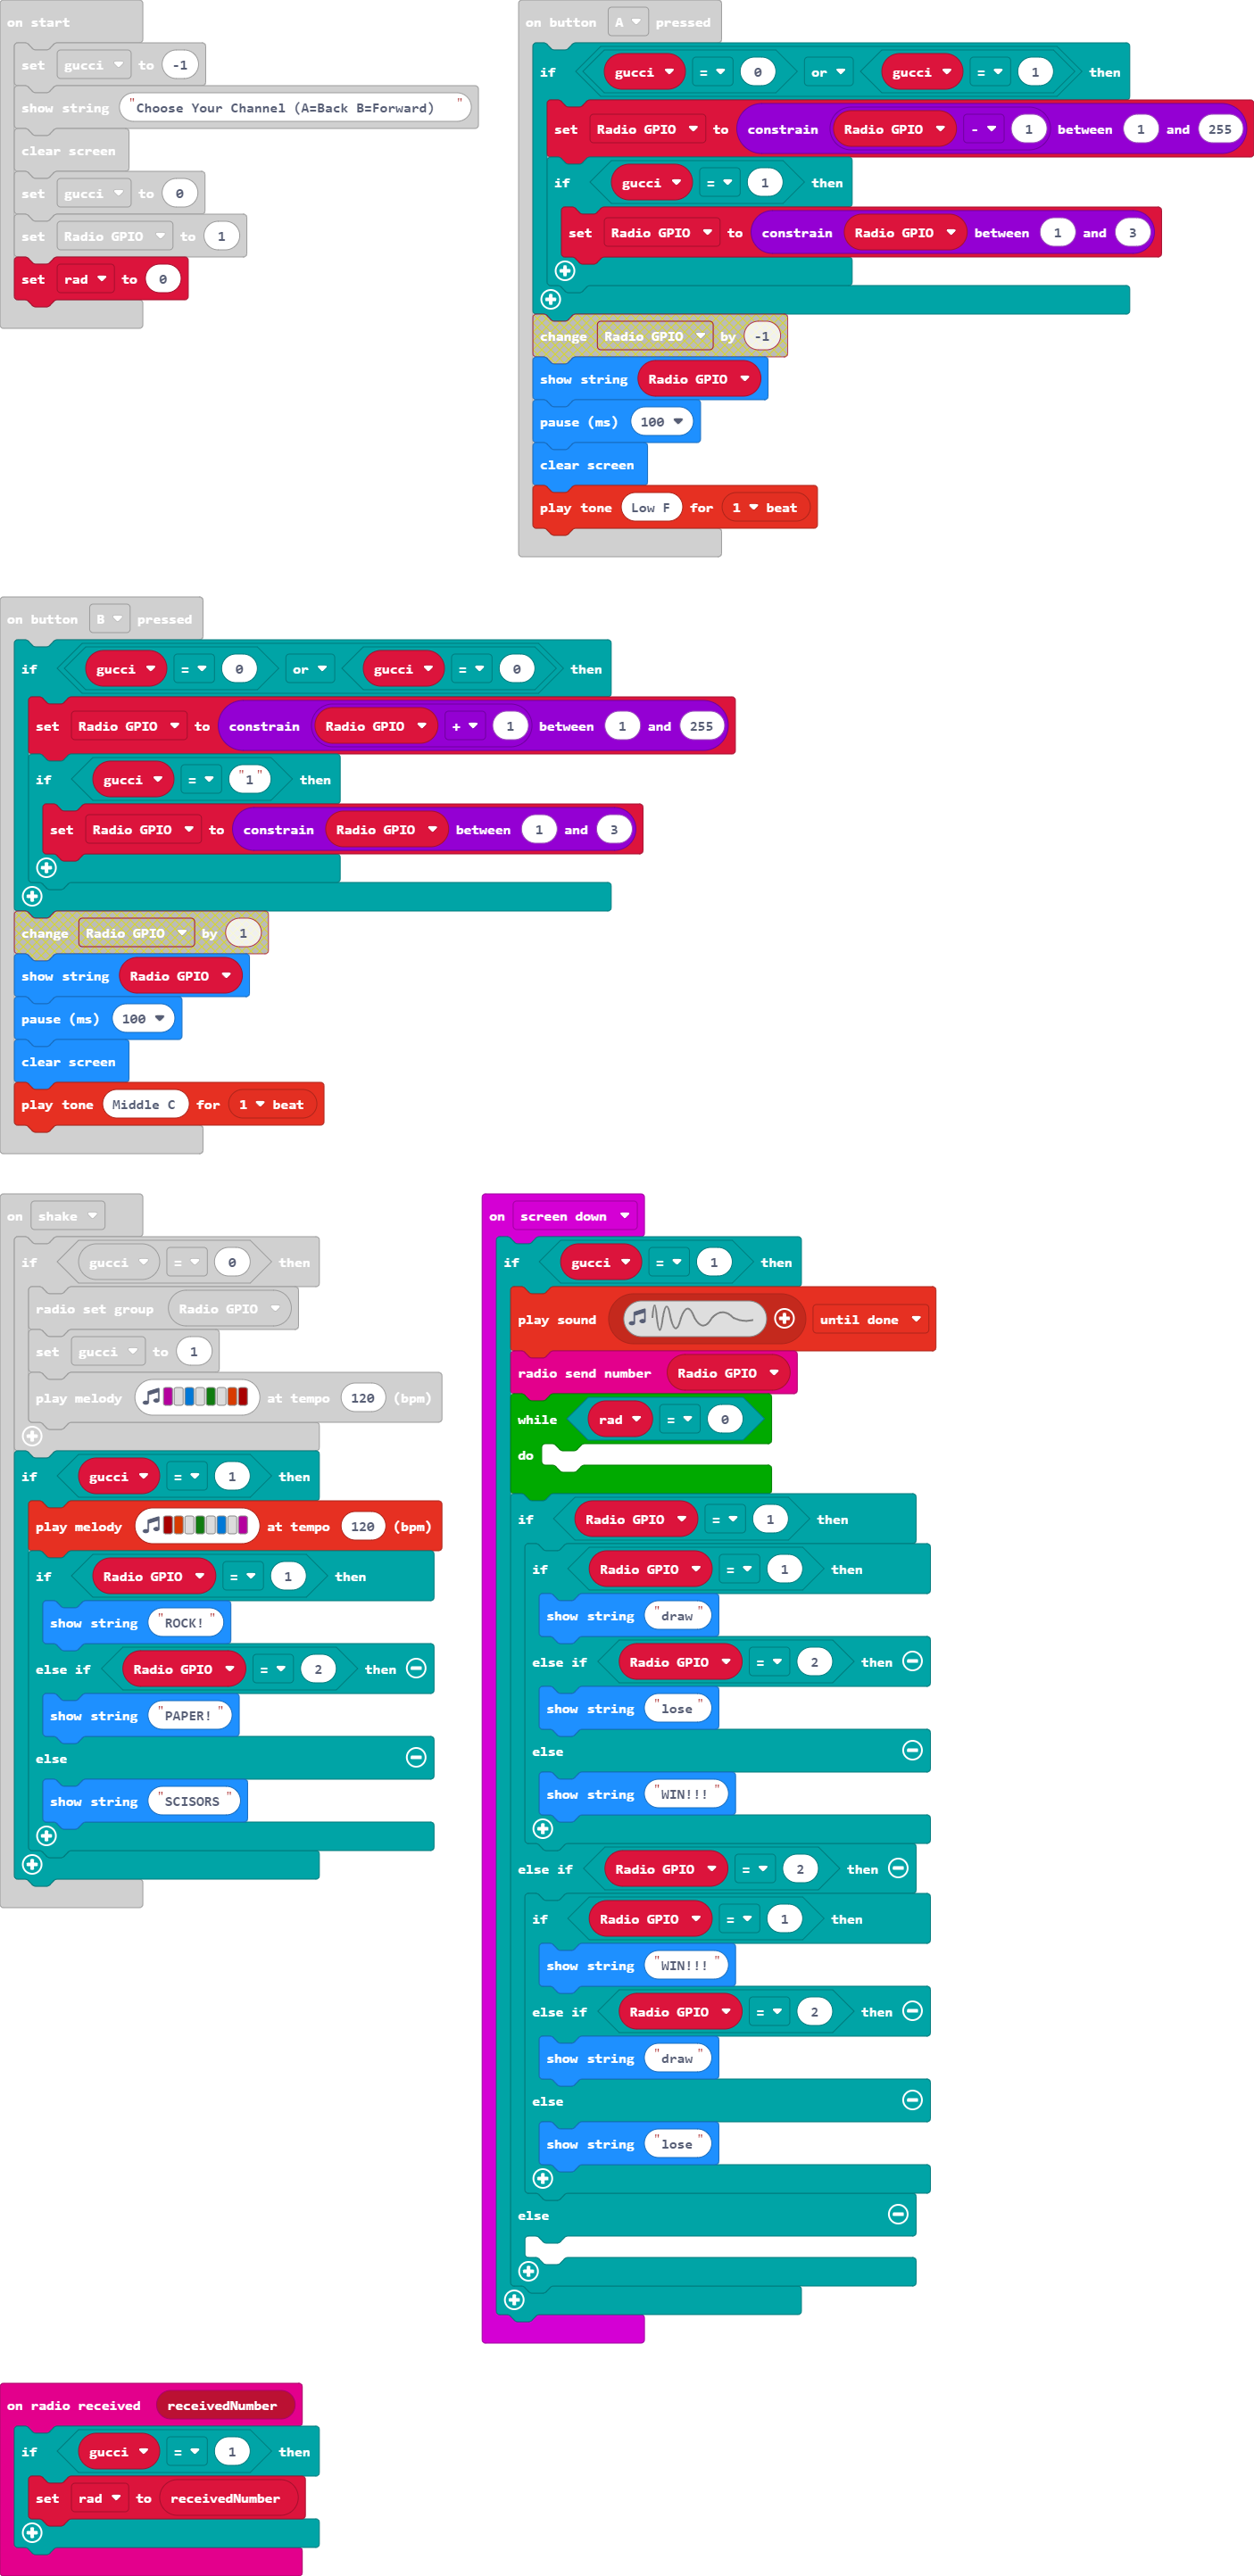 on start
set gucci to -1
show string "Choose Your Channel (A=Back B=Forward) "
clear screen
set gucci to 0
set Radio GPIO to 1
set rad to 0
on button A pressed
if gucci = 0 or gucci = 1 then
set Radio GPIO to constrain Radio GPIO - 1 between 1 and 255
if gucci = 1 then
set Radio GPIO to constrain Radio GPIO between 1 and 3
change Radio GPIO by -1
show string Radio GPIO
pause (ms) 100
clear screen
play tone Low F for 1 beat
on button B pressed
if gucci = 0 or gucci = 0 then
set Radio GPIO to constrain Radio GPIO + 1 between 1 and 255
if gucci = "1" then
set Radio GPIO to constrain Radio GPIO between 1 and 3
change Radio GPIO by 1
show string Radio GPIO
pause (ms) 100
clear screen
play tone Middle C for 1 beat
on shake
if gucci = 0 then
radio set group Radio GPIO
set gucci to 1
play melody at tempo 120 (bpm)
if gucci = 1 then
play melody at tempo 120 (bpm)
if Radio GPIO = 1 then
show string "ROCK! "
else if Radio GPIO = 2 then
show string "PAPER! "
else
show string "SCISORS "
on screen down
if gucci = 1 then
play sound until done
radio send number Radio GPIO
while rad = 0
do
if Radio GPIO = 1 then
if Radio GPIO = 1 then
show string "draw "
else if Radio GPIO = 2 then
show string "lose "
else
show string "WIN!!! "
else if Radio GPIO = 2 then
if Radio GPIO = 1 then
show string "WIN!!! "
else if Radio GPIO = 2 then
show string "draw "
else
show string "lose "
else
on radio received receivedNumber
if gucci = 1 then
set rad to receivedNumber